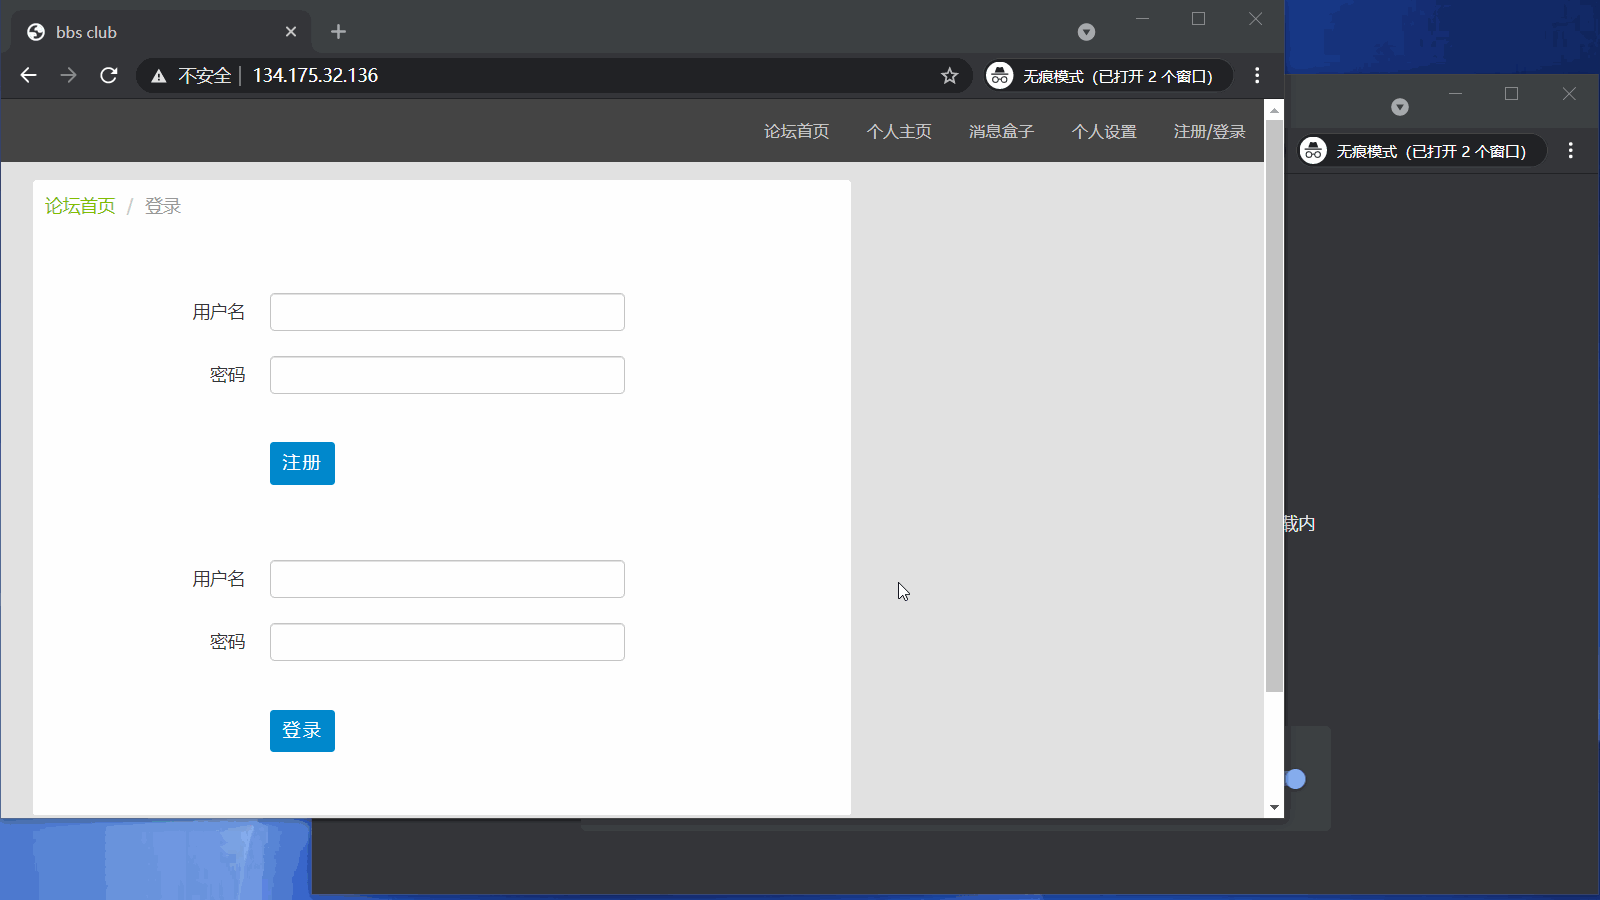 bbs club
不安全 134.175.32.136
无痕模式（已打开 2 个窗口）
无痕模式（已打开 2 个窗口）
论坛首页 个人主页 消息盒子 个人设置 注册/登录
论坛首页 / 登录
用户名
密码
注册
载内
用户名
密码
登录